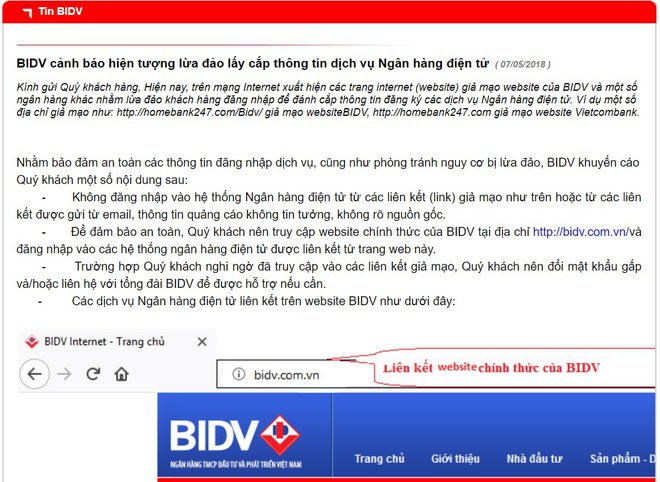 Tin BIDV
BIDV cảnh báo hiện tượng lừa đảo lấy cắp thông tin dịch vụ Ngân hàng điện tử ( 07/05/2018 )
Kính gửi Quý khách hàng, Hiện nay, trên mạng Internet xuất hiện các trang internet (website) giả mạo website của BIDV và một số
ngân hàng khác nhằm lừa đảo khách hàng đăng nhập để đánh cắp thông tin đăng ký các dịch vụ Ngân hàng điện tử. Ví dụ một số
địa chỉ giả mạo như: http://homebank247.com/Bidv/ giả mạo websiteBIDV, http://homebank247.com giả mạo website Vietcombank.
Nhằm bảo đảm an toàn các thông tin đăng nhập dịch vụ, cũng như phòng tránh nguy cơ bị lừa đảo, BIDV khuyến cáo
Quý khách một số nội dung sau:
- Không đăng nhập vào hệ thống Ngân hàng điện tử từ các liên kết (link) giả mạo như trên hoặc từ các liên
kết được gửi từ email, thông tin quảng cáo không tin tưởng, không rõ nguồn gốc.
- Để đảm bảo an toàn, Quý khách nên truy cập website chính thức của BIDV tại địa chỉ http://bidv.com.vn/và
đăng nhập vào các hệ thống ngân hàng điện tử được liên kết từ trang web này.
- Trường hợp Quý khách nghi ngờ đã truy cập vào các liên kết giả mạo, Quý khách nên đổi mật khẩu gấp
và/hoặc liên hệ với tổng đài BIDV để được hỗ trợ nếu cần.
- Các dịch vụ Ngân hàng điện tử liên kết trên website BIDV như dưới đây:
BIDV Internet - Trang chủ
bidv.com.vn
Liên kết website chính thức của BIDV
BIDV
NGÂN HÀNG TMCP ĐẦU TƯ VÀ PHÁT TRIỂN VIỆT NAM
Trang chủ Giới thiệu Nhà đầu tư Sản phẩm - D